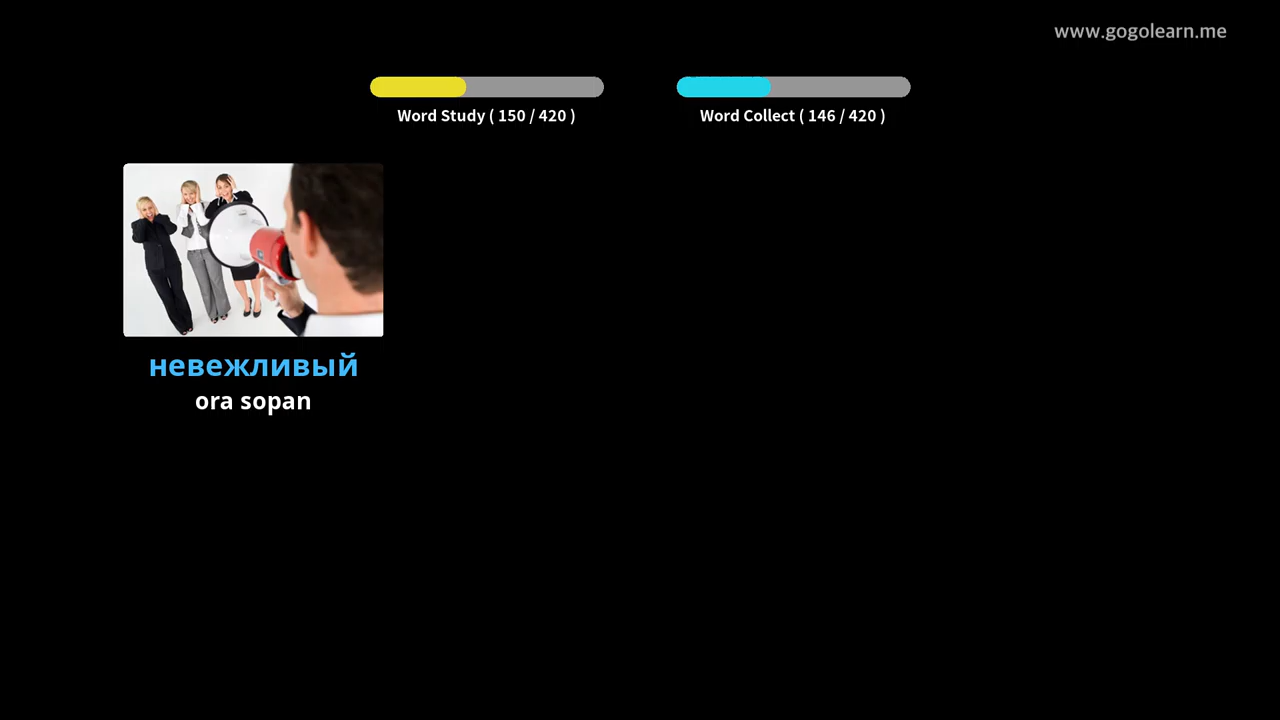 www.gogolearn.me
Word Study ( 150 / 420 )
Word Collect ( 146 / 420 )
невежливый
ora sopan